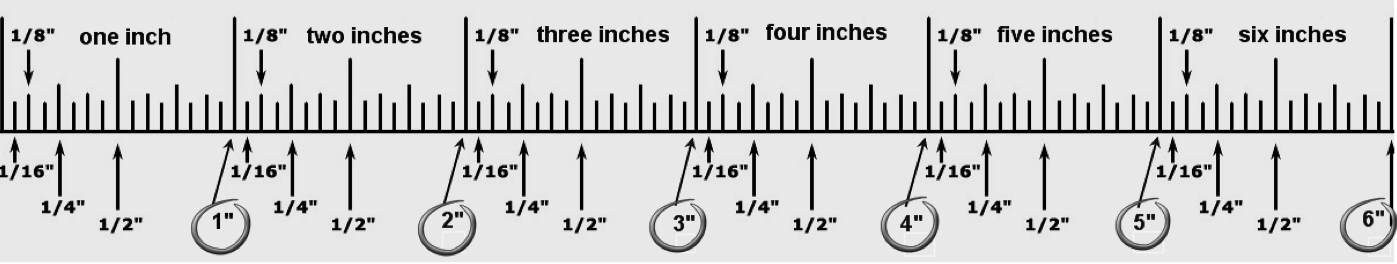 1/8" one inch 1/8" two inches 1/8" three inches 1/8" four inches 1/8" five inches 1/8" six inches
1/16" 1/16" 1/16" 1/16" 1/16" 1/16"
1/4" 1" 1/4" 2" 1/4" 3" 1/4" 4" 1/4" 5" 1/4" 6"
1/2" 1/2" 1/2" 1/2" 1/2" 1/2"